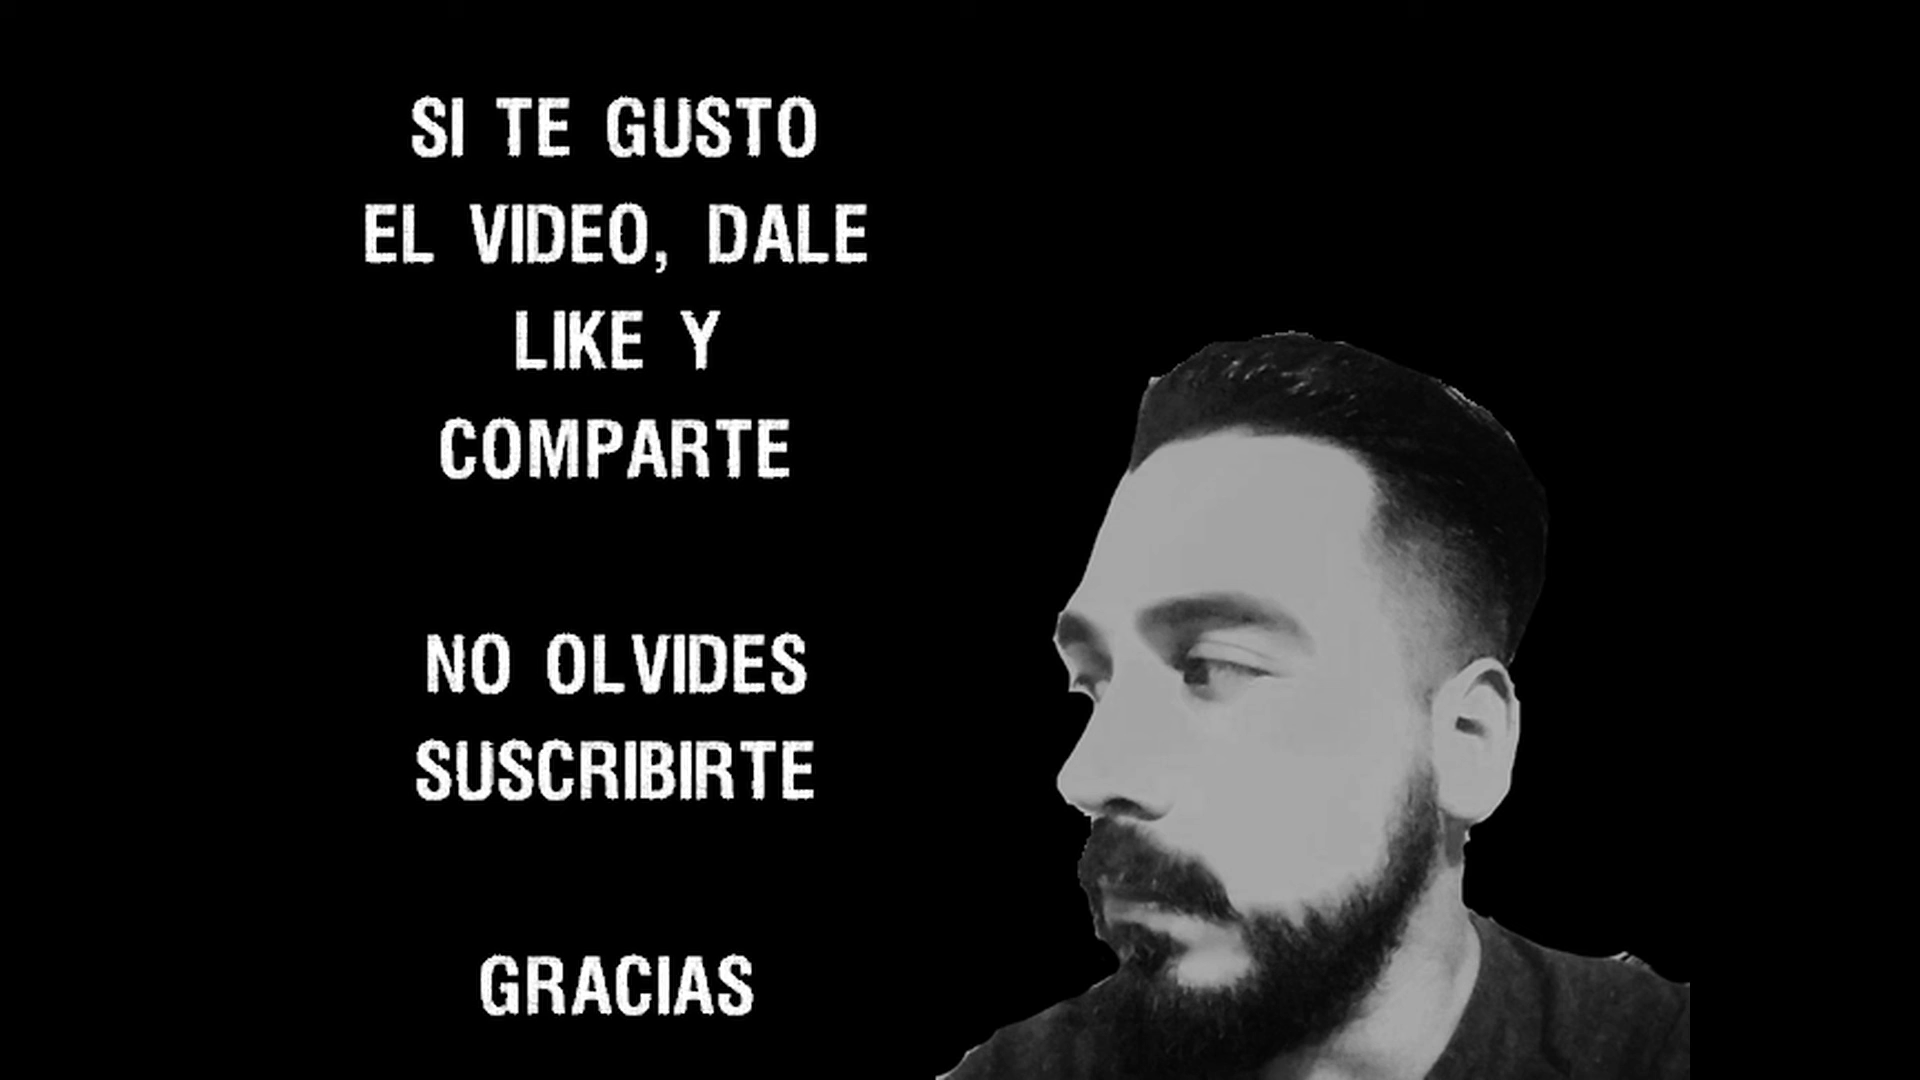 SI TE GUSTO
EL VIDEO, DALE
LIKE Y
COMPARTE
NO OLVIDES
SUSCRIBIRTE
GRACIAS